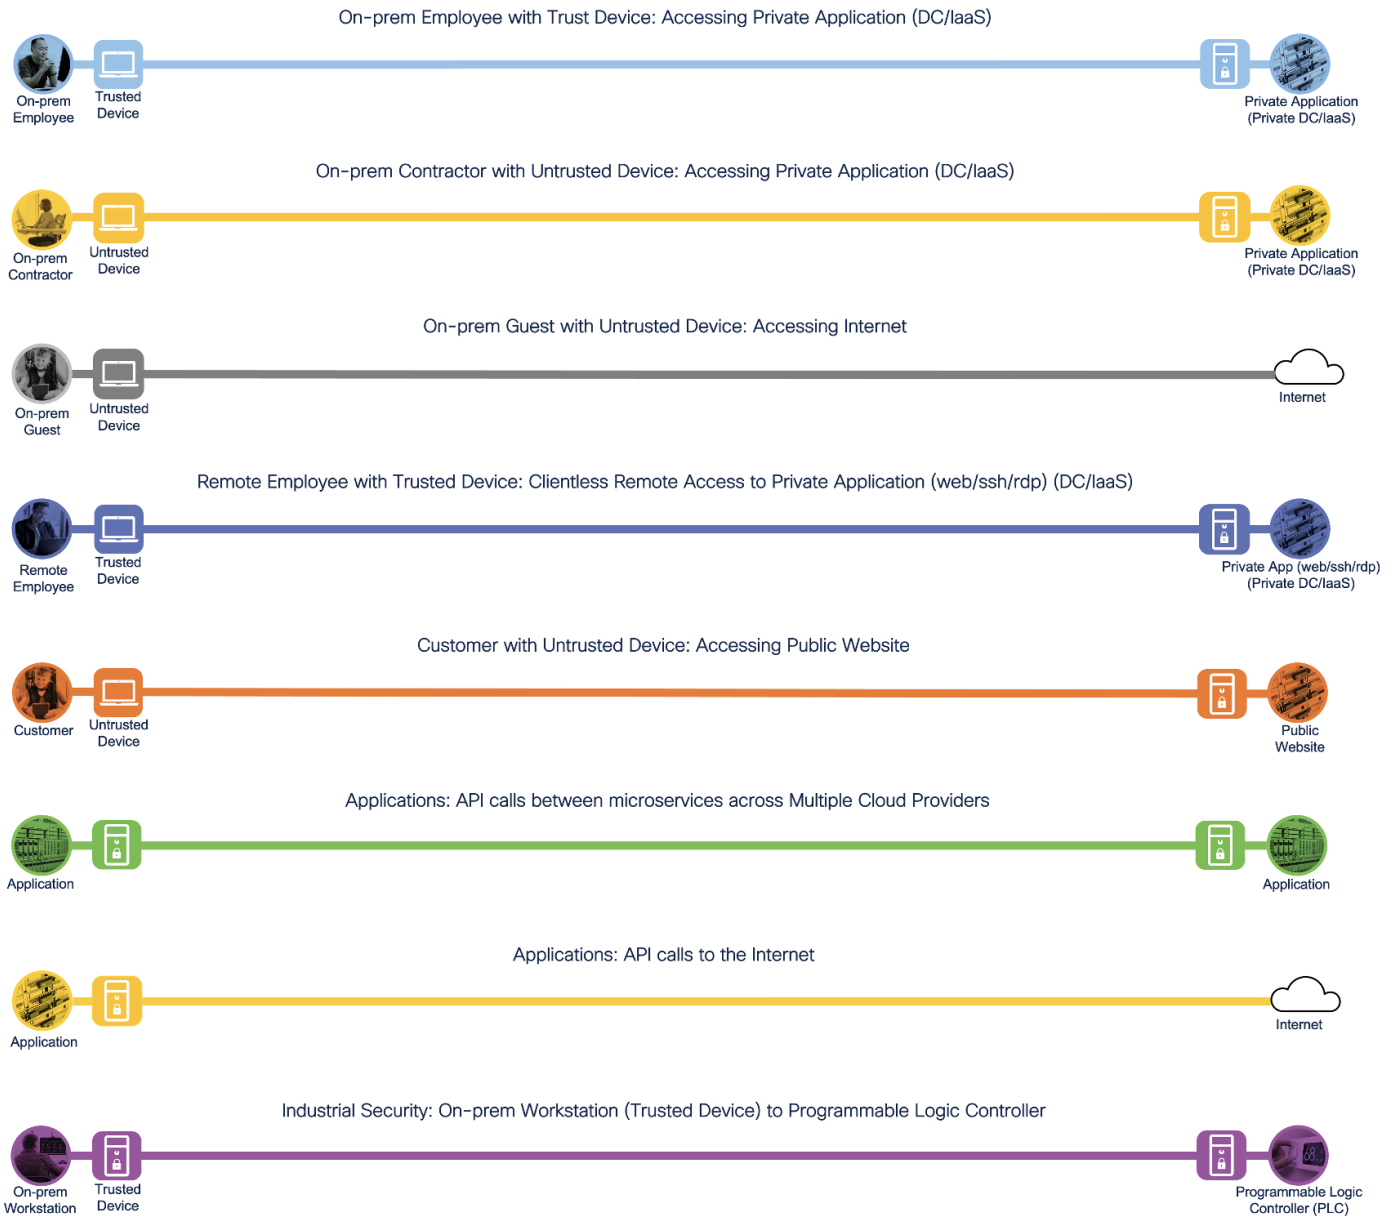 On-prem Employee with Trust Device: Accessing Private Application (DC/IaaS)
On-prem
Employee
Trusted
Device
Private Application
(Private DC/IaaS)
On-prem Contractor with Untrusted Device: Accessing Private Application (DC/IaaS)
On-prem
Contractor
Untrusted
Device
Private Application
(Private DC/IaaS)
On-prem Guest with Untrusted Device: Accessing Internet
On-prem
Guest
Untrusted
Device
Internet
Remote Employee with Trusted Device: Clientless Remote Access to Private Application (web/ssh/rdp) (DC/IaaS)
Remote
Employee
Trusted
Device
Private App (web/ssh/rdp)
(Private DC/IaaS)
Customer with Untrusted Device: Accessing Public Website
Customer
Untrusted
Device
Public
Website
Applications: API calls between microservices across Multiple Cloud Providers
Application
Application
Applications: API calls to the Internet
Application
Internet
Industrial Security: On-prem Workstation (Trusted Device) to Programmable Logic Controller
On-prem
Workstation
Trusted
Device
68
Programmable Logic
Controller (PLC)